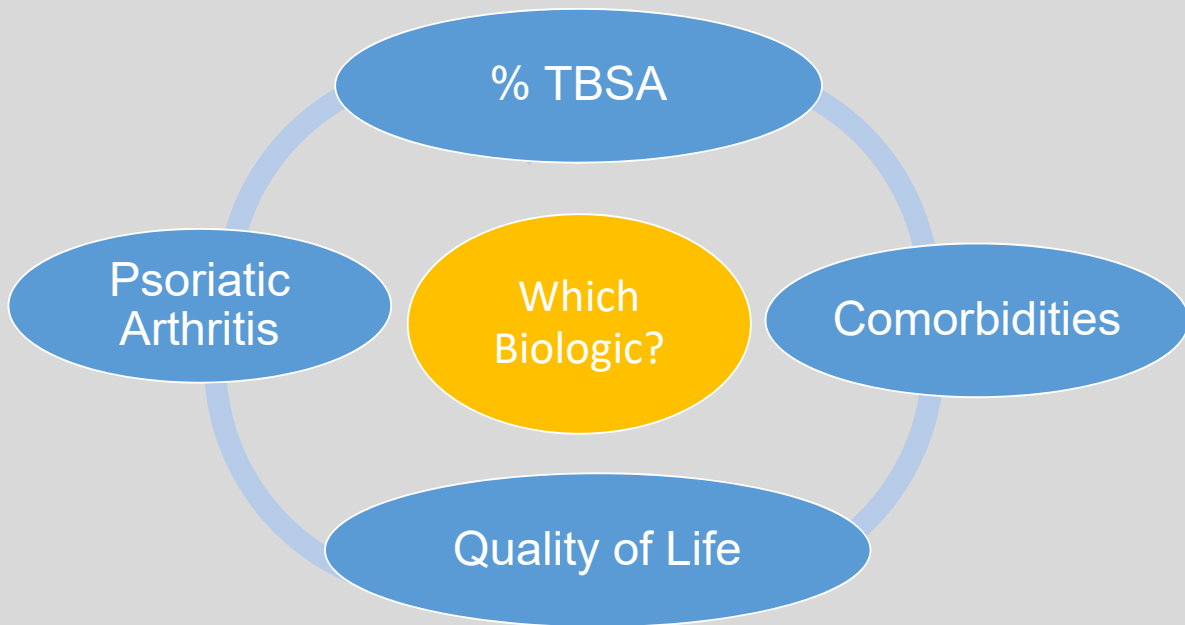 % TBSA
Psoriatic
Arthritis
Which
Biologic?
Comorbidities
Quality of Life